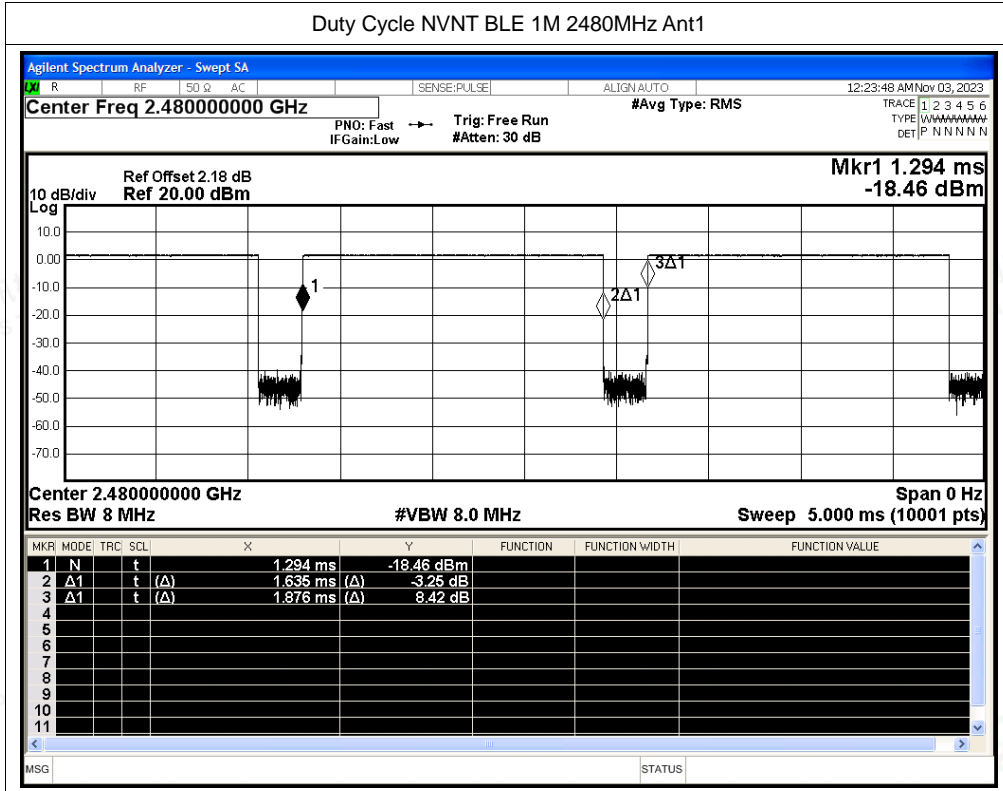 Duty Cycle NVNT BLE 1M 2480MHz Ant1
Agilent Spectrum Analyzer - Swept SA
LXI R RF 50 Ω AC SENSE:PULSE ALIGN AUTO 12:23:48 AM Nov 03, 2023
Center Freq 2.480000000 GHz #Avg Type: RMS TRACE 1 2 3 4 5 6
PNO: Fast Trig: Free Run TYPE WWWWWW
IFGain:Low #Atten: 30 dB DET P N N N N N
Mkr1 1.294 ms
Ref Offset 2.18 dB
10 dB/div Ref 20.00 dBm -18.46 dBm
Log
10.0
0.00
3Δ1
-10.0
1
2Δ1
-20.0
-30.0
-40.0
-50.0
-60.0
-70.0
Center 2.480000000 GHz Span 0 Hz
Res BW 8 MHz #VBW 8.0 MHz Sweep 5.000 ms (10001 pts)
MKR MODE TRC SCL X Y FUNCTION FUNCTION WIDTH FUNCTION VALUE
1 N t 1.294 ms -18.46 dBm
2 Δ1 t (Δ) 1.635 ms (Δ) -3.25 dB
3 Δ1 t (Δ) 1.876 ms (Δ) 8.42 dB
4
5
6
7
8
9
10
11
MSG STATUS